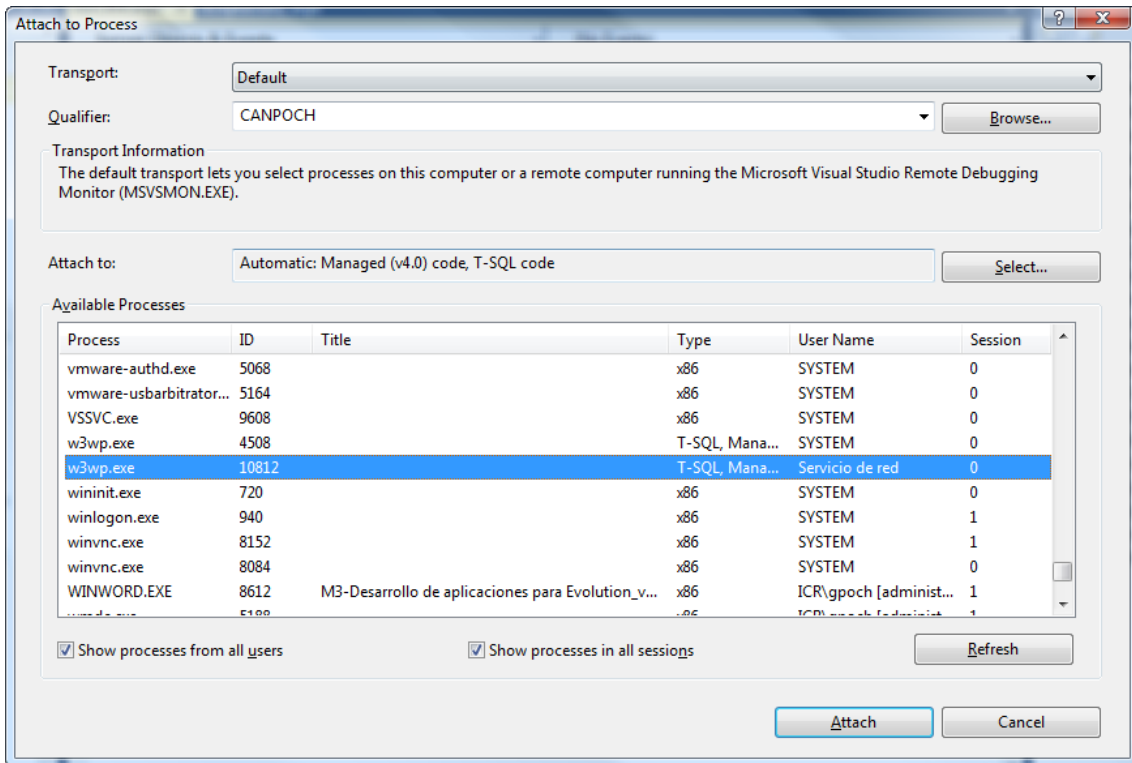 Attach to Process
Transport: Default
Qualifier: CANPOCH Browse...
Transport Information
The default transport lets you select processes on this computer or a remote computer running the Microsoft Visual Studio Remote Debugging
Monitor (MSVSMON.EXE).
Attach to: Automatic: Managed (v4.0) code, T-SQL code Select...
Available Processes
Process ID Title Type User Name Session
vmware-authd.exe 5068 x86 SYSTEM 0
vmware-usbarbitrator... 5164 x86 SYSTEM 0
VSSVC.exe 9608 x86 SYSTEM 0
w3wp.exe 4508 T-SQL, Mana... SYSTEM 0
w3wp.exe 10812 T-SQL, Mana... Servicio de red 0
wininit.exe 720 x86 SYSTEM 0
winlogon.exe 940 x86 SYSTEM 1
winvnc.exe 8152 x86 SYSTEM 1
winvnc.exe 8084 x86 SYSTEM 0
WINWORD.EXE 8612 M3-Desarrollo de aplicaciones para Evolution_v... x86 ICR\gpoch [administ... 1
5188 x86 ICR\gpoch [administ... 1
Show processes from all users Show processes in all sessions Refresh
Attach Cancel